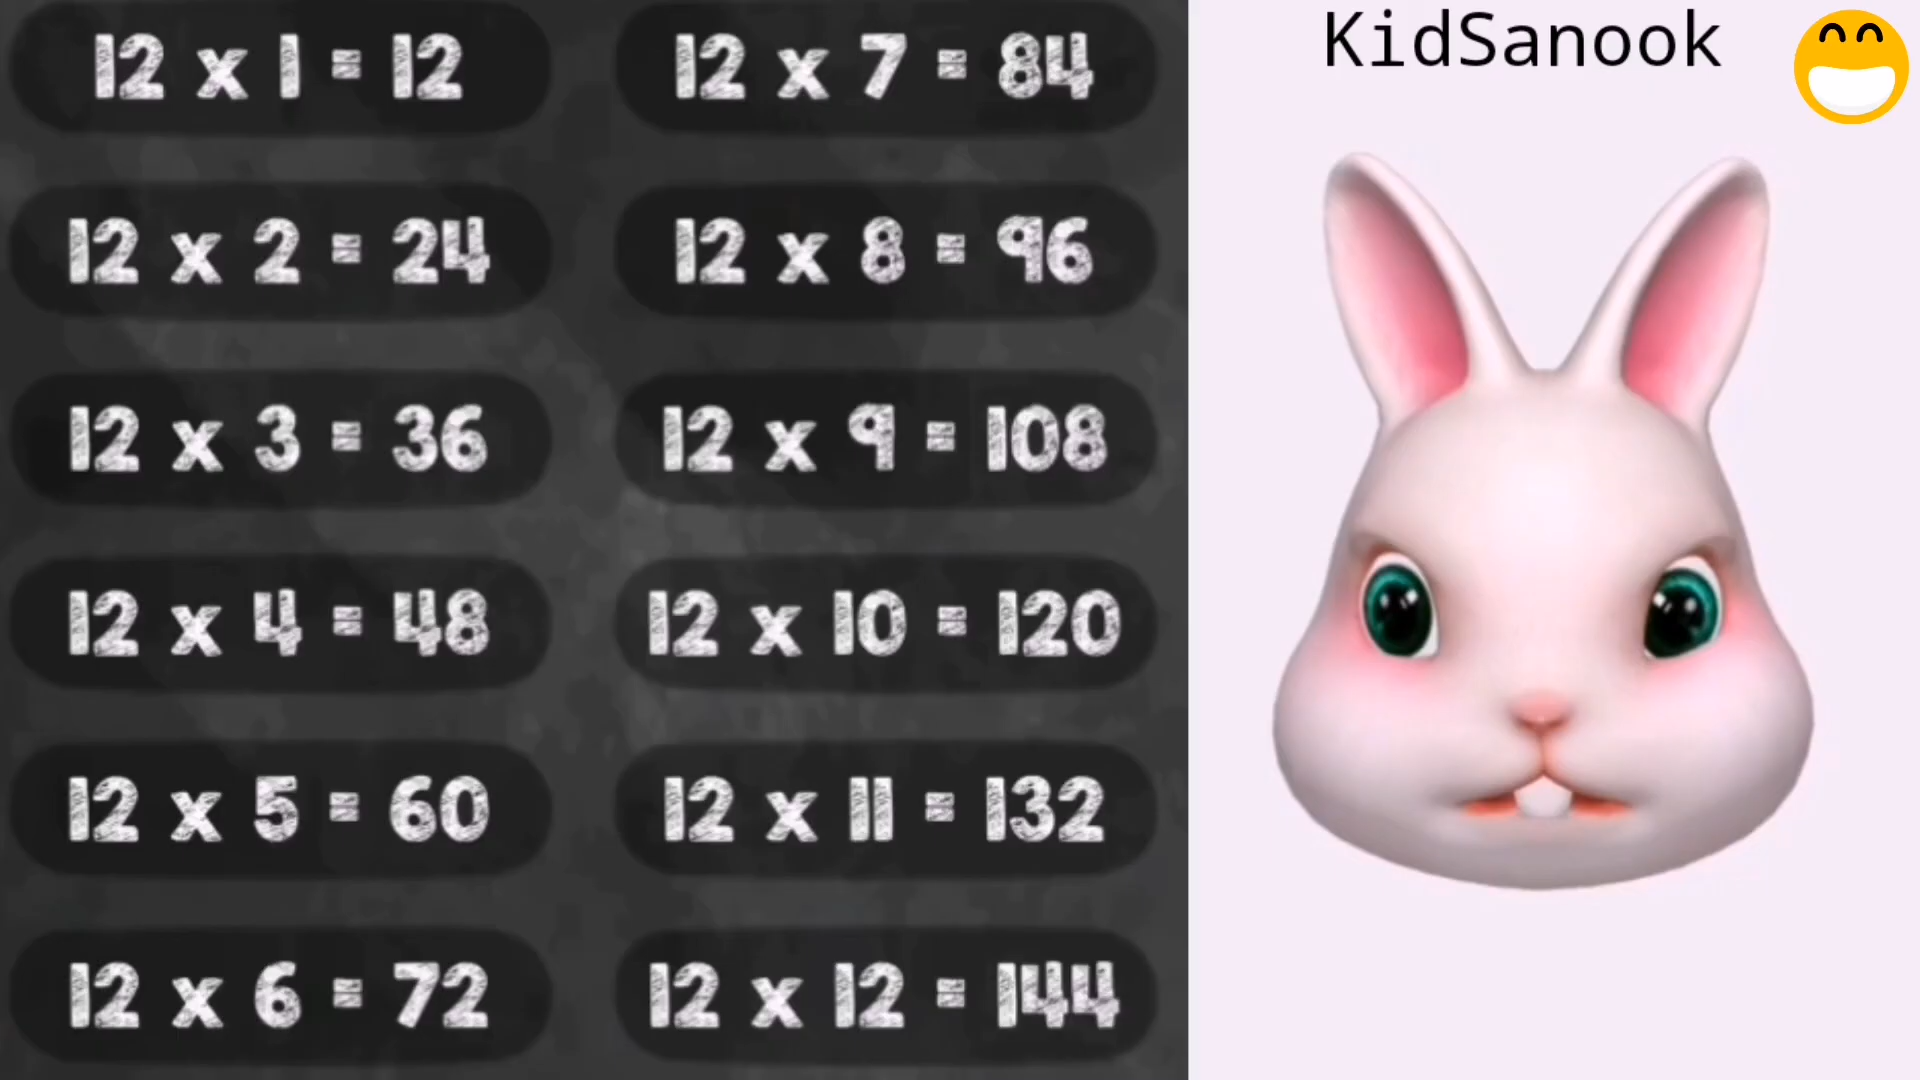 12 x 1 = 12
12 x 2 = 24
12 x 3 = 36
12 x 4 = 48
12 x 5 = 60
12 x 6 = 72
12 x 7 = 84
12 x 8 = 96
12 x 9 = 108
12 x 10 = 120
12 x 11 = 132
12 x 12 = 144
KidSanook